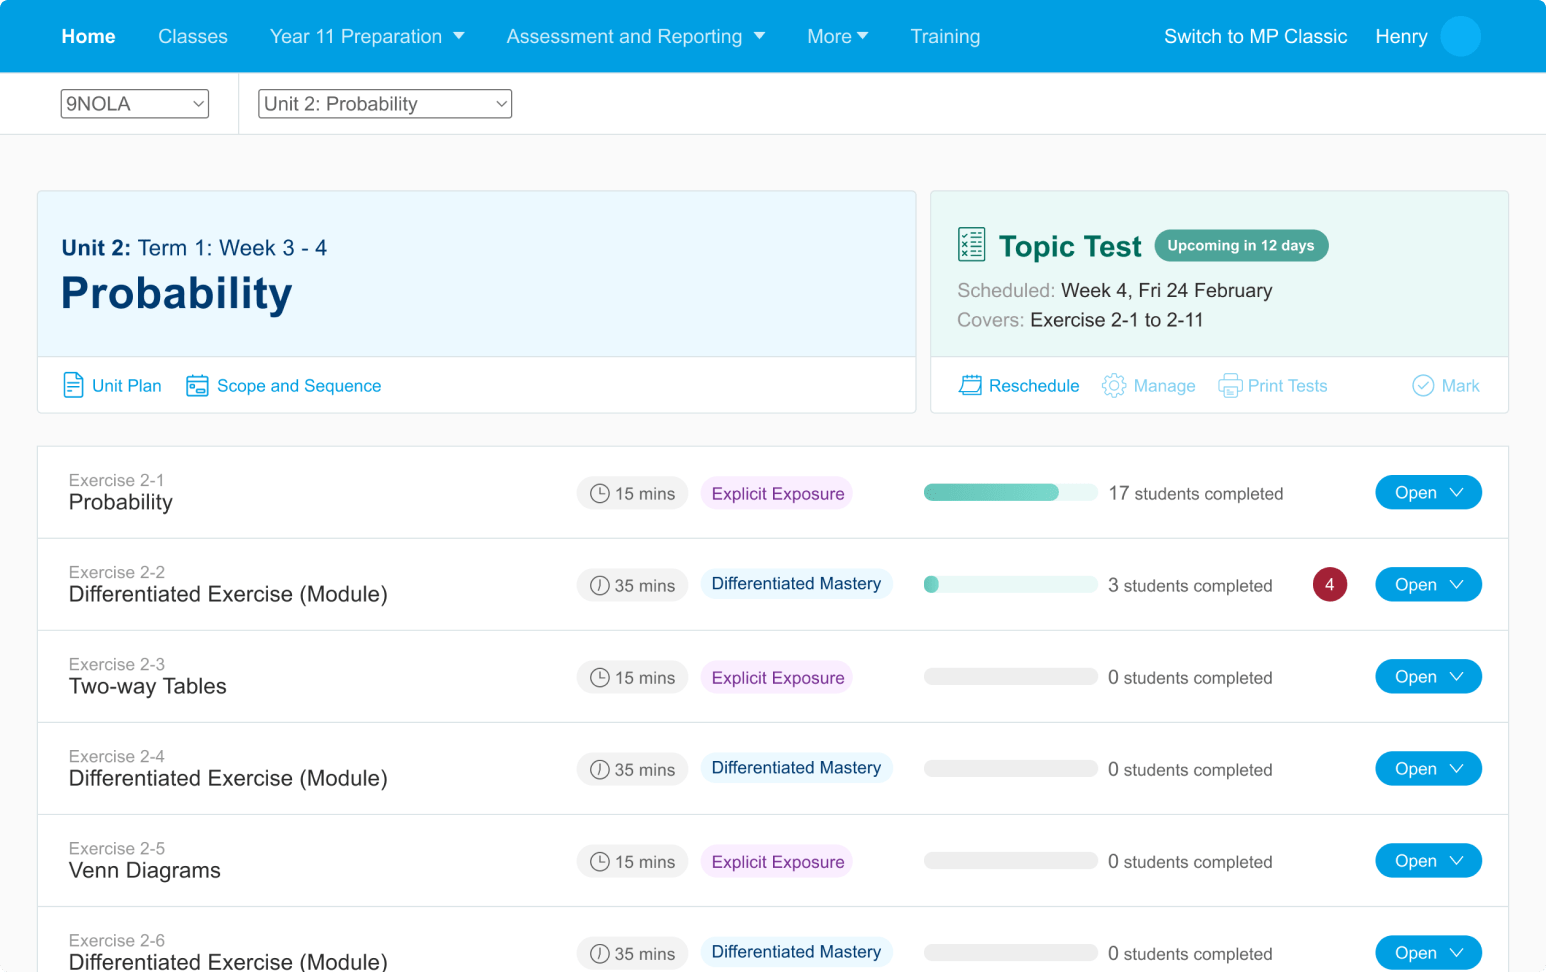 Home Classes Year 11 Preparation Assessment and Reporting More Training Switch to MP Classic Henry
9NOLA Unit 2: Probability
Unit 2: Term 1: Week 3 - 4
Probability
Unit Plan Scope and Sequence
Topic Test Upcoming in 12 days
Scheduled: Week 4, Fri 24 February
Covers: Exercise 2-1 to 2-11
Reschedule Manage Print Tests Mark
Exercise 2-1
Probability
15 mins Explicit Exposure 17 students completed Open
Exercise 2-2
Differentiated Exercise (Module)
35 mins Differentiated Mastery 3 students completed 4 Open
Exercise 2-3
Two-way Tables
15 mins Explicit Exposure 0 students completed Open
Exercise 2-4
Differentiated Exercise (Module)
35 mins Differentiated Mastery 0 students completed Open
Exercise 2-5
Venn Diagrams
15 mins Explicit Exposure 0 students completed Open
Exercise 2-6
Differentiated Exercise (Module)
35 mins Differentiated Mastery 0 students completed Open